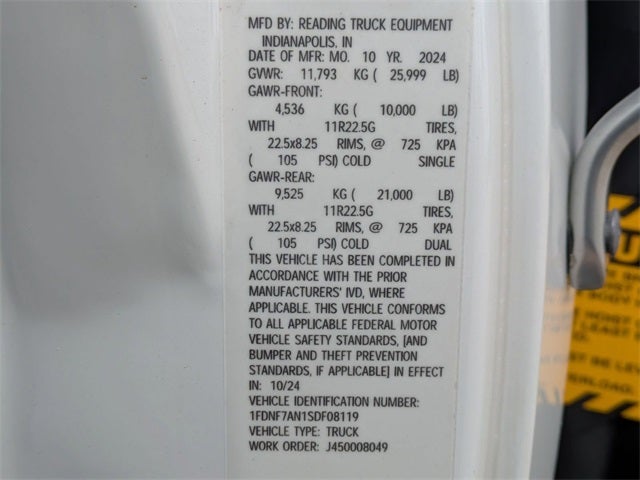 MFD BY: READING TRUCK EQUIPMENT
INDIANAPOLIS, IN
DATE OF MFR: MO. 10 YR. 2024
GVWR: 11,793 KG ( 25,999 LB)
GAWR-FRONT:
4,536 KG ( 10,000 LB)
WITH 11R22.5G TIRES,
22.5x8.25 RIMS, @ 725 KPA
( 105 PSI) COLD SINGLE
GAWR-REAR:
9,525 KG ( 21,000 LB)
WITH 11R22.5G TIRES,
22.5x8.25 RIMS, @ 725 KPA
( 105 PSI) COLD DUAL
THIS VEHICLE HAS BEEN COMPLETED IN
ACCORDANCE WITH THE PRIOR
MANUFACTURERS' IVD, WHERE
APPLICABLE. THIS VEHICLE CONFORMS
TO ALL APPLICABLE FEDERAL MOTOR
VEHICLE SAFETY STANDARDS, [AND
BUMPER AND THEFT PREVENTION
STANDARDS, IF APPLICABLE] IN EFFECT
IN: 10/24
VEHICLE IDENTIFICATION NUMBER:
1FDNF7AN1SDF08119
VEHICLE TYPE: TRUCK
WORK ORDER: J450008049